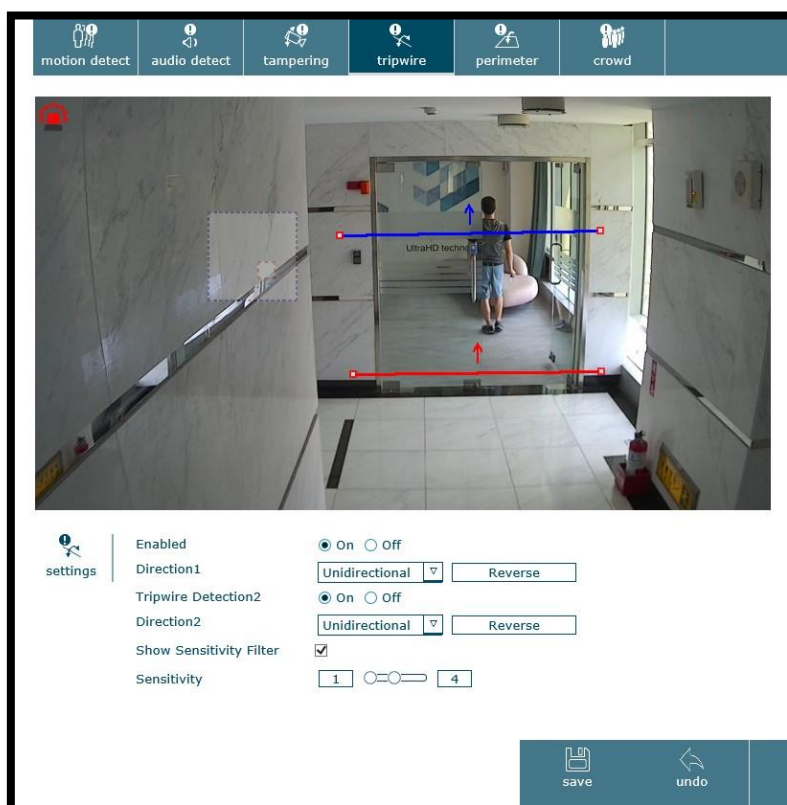 motion detect audio detect tampering tripwire perimeter crowd
UltraHD techno
settings
Enabled On Off
Direction1 Unidirectional Reverse
Tripwire Detection2 On Off
Direction2 Unidirectional Reverse
Show Sensitivity Filter
Sensitivity 1 4
save undo